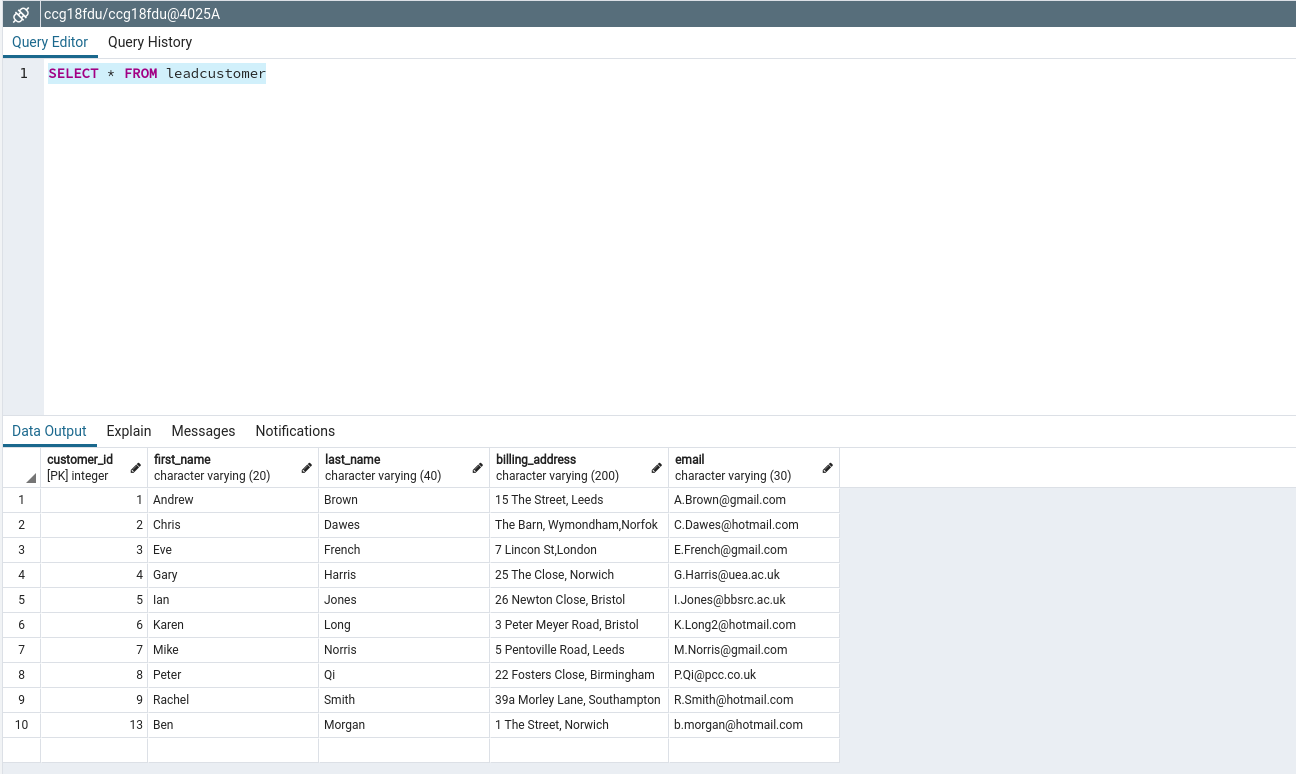 ccg18fdu/ccg18fdu@4025A
Query Editor Query History
1 SELECT * FROM leadcustomer
Data Output Explain Messages Notifications
customer_id first_name last_name billing_address email
[PK] integer character varying (20) character varying (40) character varying (200) character varying (30)
1 1 Andrew Brown 15 The Street, Leeds A.Brown@gmail.com
2 2 Chris Dawes The Barn, Wymondham,Norfok C.Dawes@hotmail.com
3 3 Eve French 7 Lincon St,London E.French@gmail.com
4 4 Gary Harris 25 The Close, Norwich G.Harris@uea.ac.uk
5 5 Ian Jones 26 Newton Close, Bristol I.Jones@bbsrc.ac.uk
6 6 Karen Long 3 Peter Meyer Road, Bristol K.Long2@hotmail.com
7 7 Mike Norris 5 Pentoville Road, Leeds M.Norris@gmail.com
8 8 Peter Qi 22 Fosters Close, Birmingham P.Qi@pcc.co.uk
9 9 Rachel Smith 39a Morley Lane, Southampton R.Smith@hotmail.com
10 13 Ben Morgan 1 The Street, Norwich b.morgan@hotmail.com